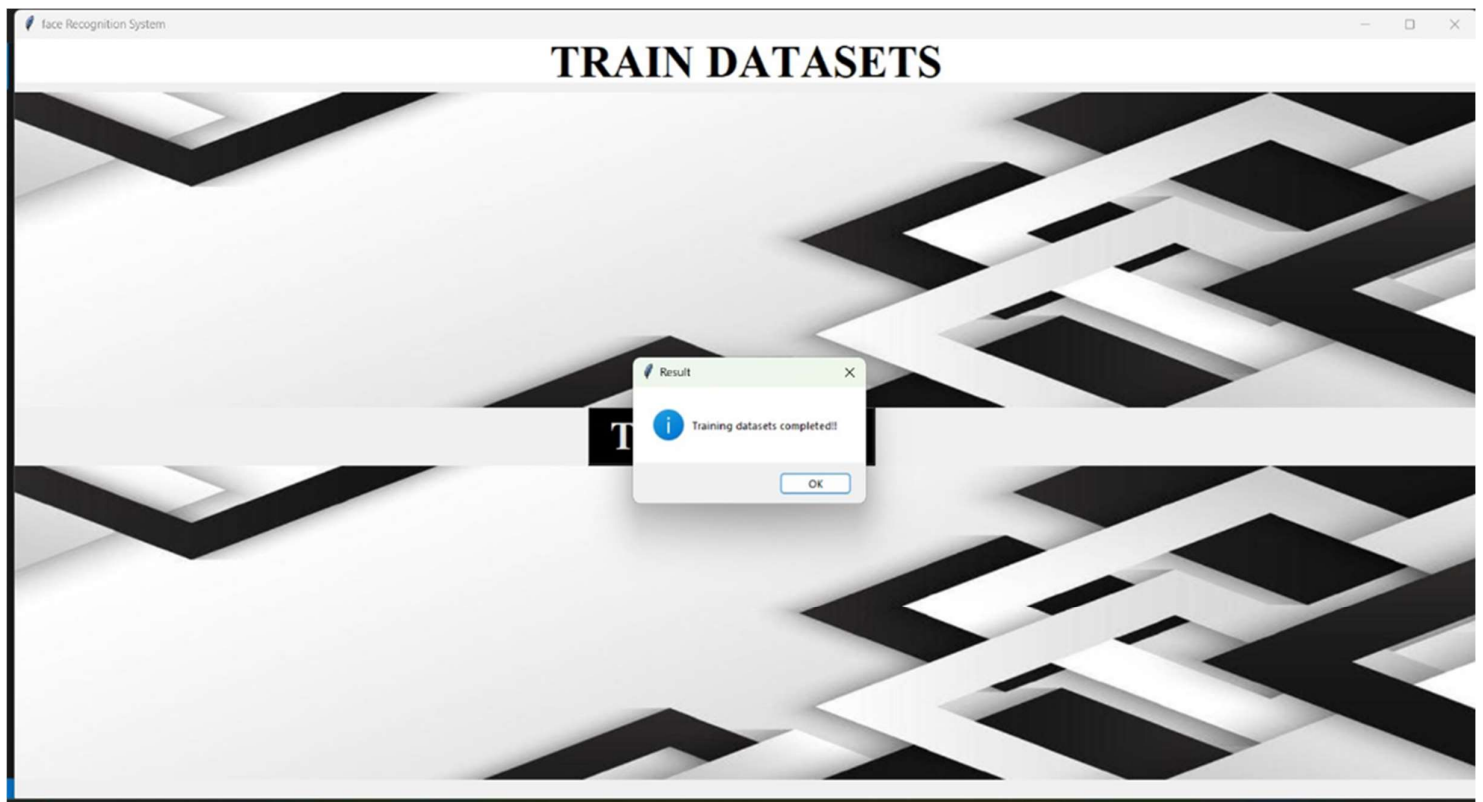 face Recognition System
TRAIN DATASETS
Result
Training datasets completed!!
T
OK